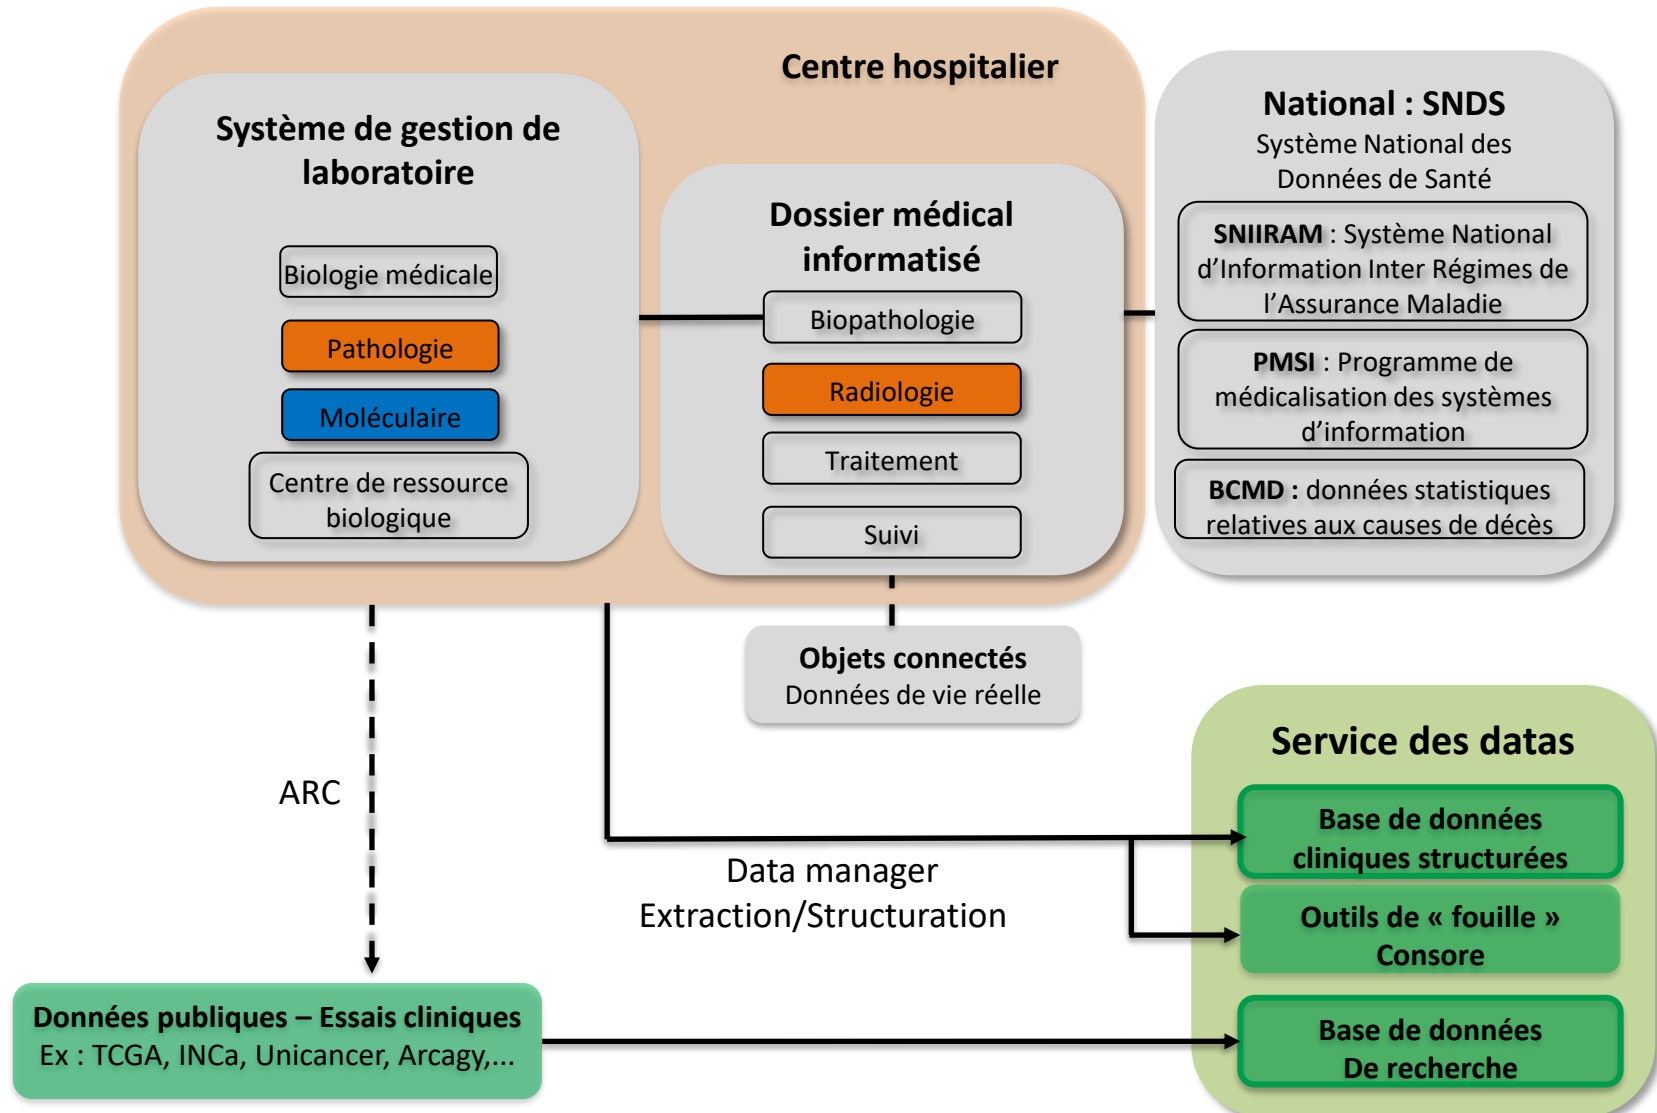 Centre hospitalier
Système de gestion de
laboratoire
Biologie médicale
Pathologie
Moléculaire
Centre de ressource
biologique
Dossier médical
informatisé
Biopathologie
Radiologie
Traitement
Suivi
National : SNDS
Système National des
Données de Santé
SNIIRAM : Système National
d’Information Inter Régimes de
l’Assurance Maladie
PMSI : Programme de
médicalisation des systèmes
d’information
BCMD : données statistiques
relatives aux causes de décès
Objets connectés
Données de vie réelle
ARC
Data manager
Extraction/Structuration
Service des datas
Base de données
cliniques structurées
Outils de « fouille »
Consore
Base de données
De recherche
Données publiques – Essais cliniques
Ex : TCGA, INCa, Unicancer, Arcagy,...